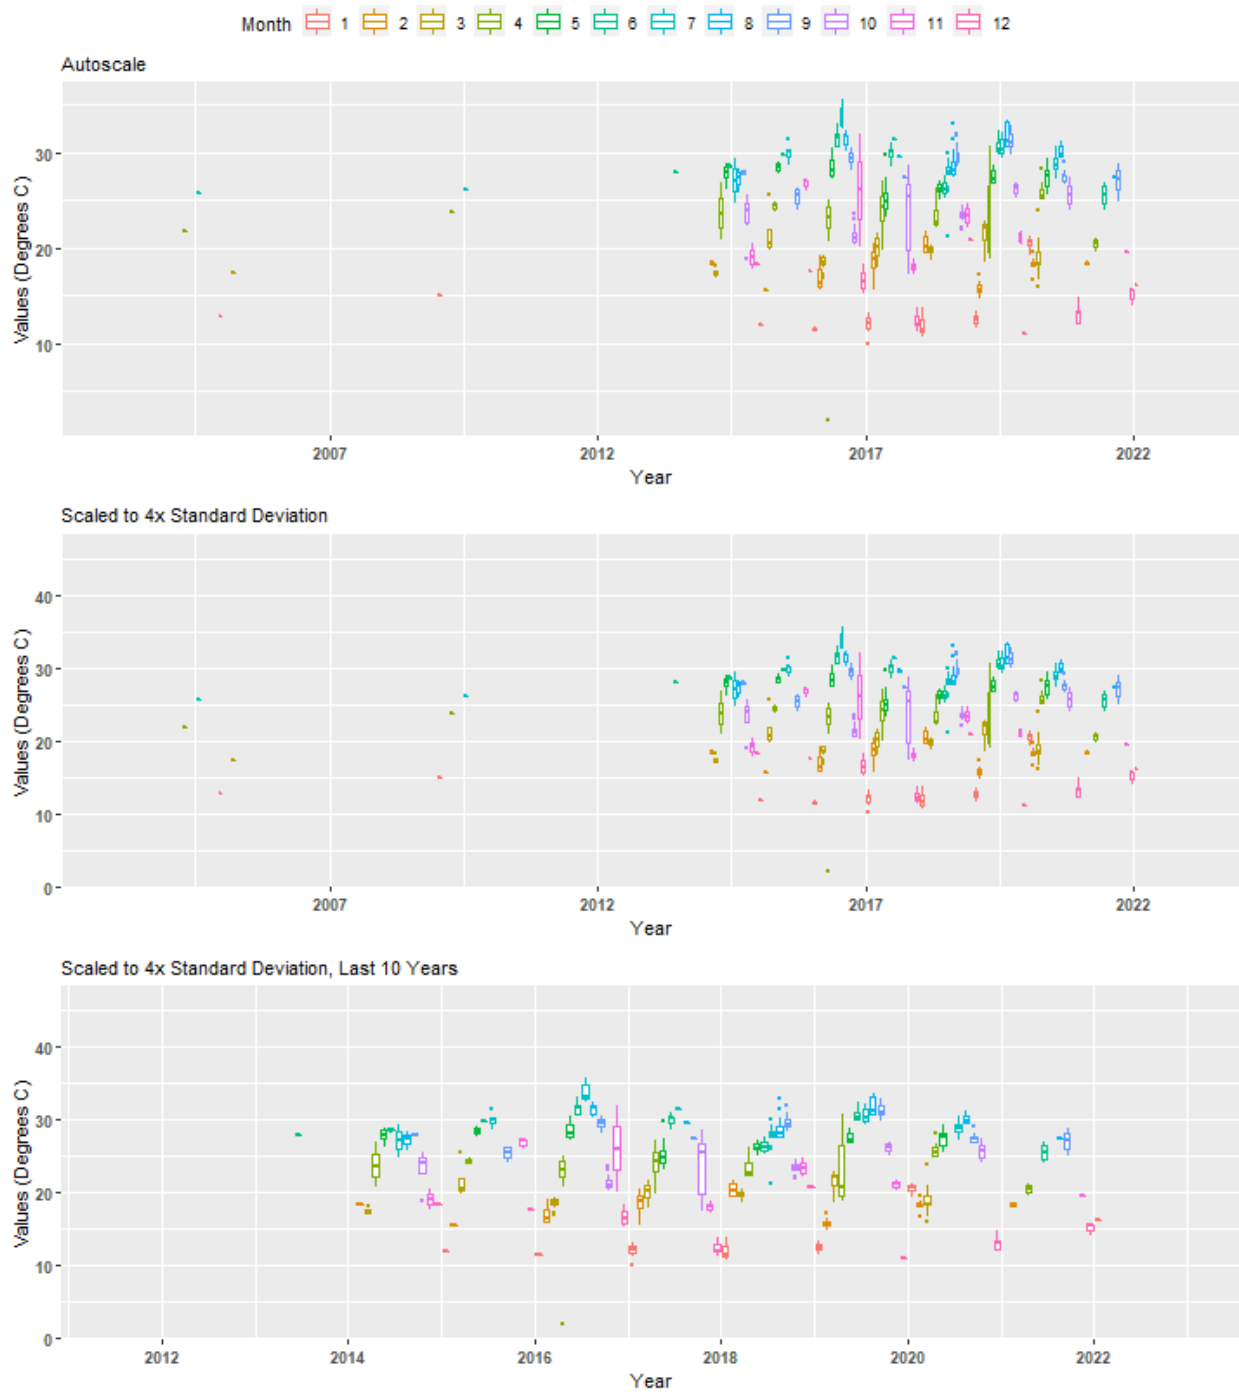 Month 1 2 3 4 5 6 7 8 9 10 11 12
Autoscale
Values (Degrees C)
30
20
10
2007 2012 2017 2022
Year
Scaled to 4x Standard Deviation
Values (Degrees C)
40
30
20
10
0
2007 2012 2017 2022
Year
Scaled to 4x Standard Deviation, Last 10 Years
Values (Degrees C)
40
30
20
10
0
2012 2014 2016 2018 2020 2022
Year